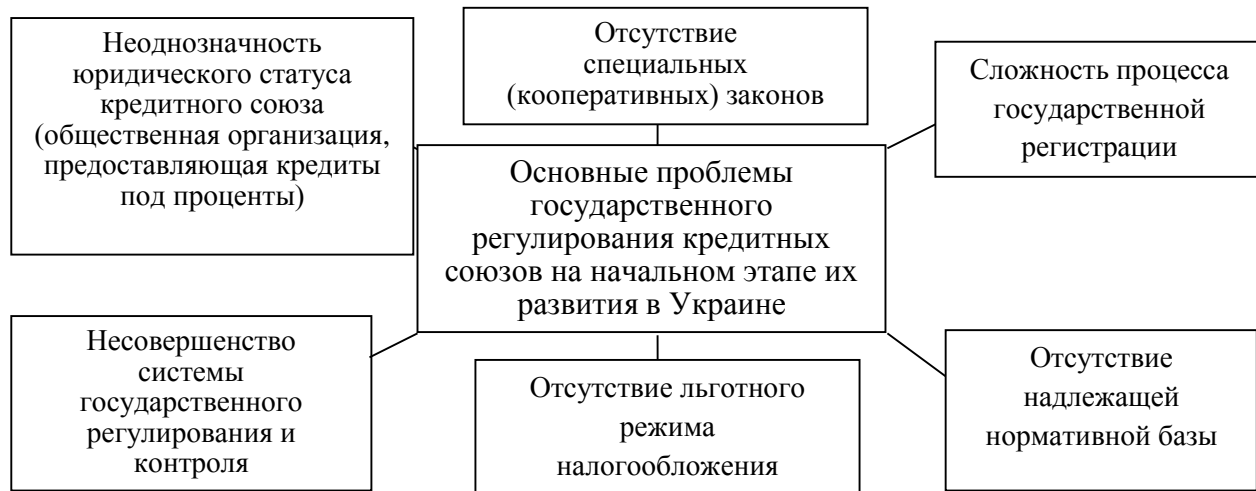 Неоднозначность
юридического статуса
кредитного союза
(общественная организация,
предоставляющая кредиты
под проценты)
Отсутствие
специальных
(кооперативных) законов
Сложность процесса
государственной
регистрации
Основные проблемы
государственного
регулирования кредитных
союзов на начальном этапе их
развития в Украине
Несовершенство
системы
государственного
регулирования и
контроля
Отсутствие льготного
режима
налогообложения
Отсутствие
надлежащей
нормативной базы